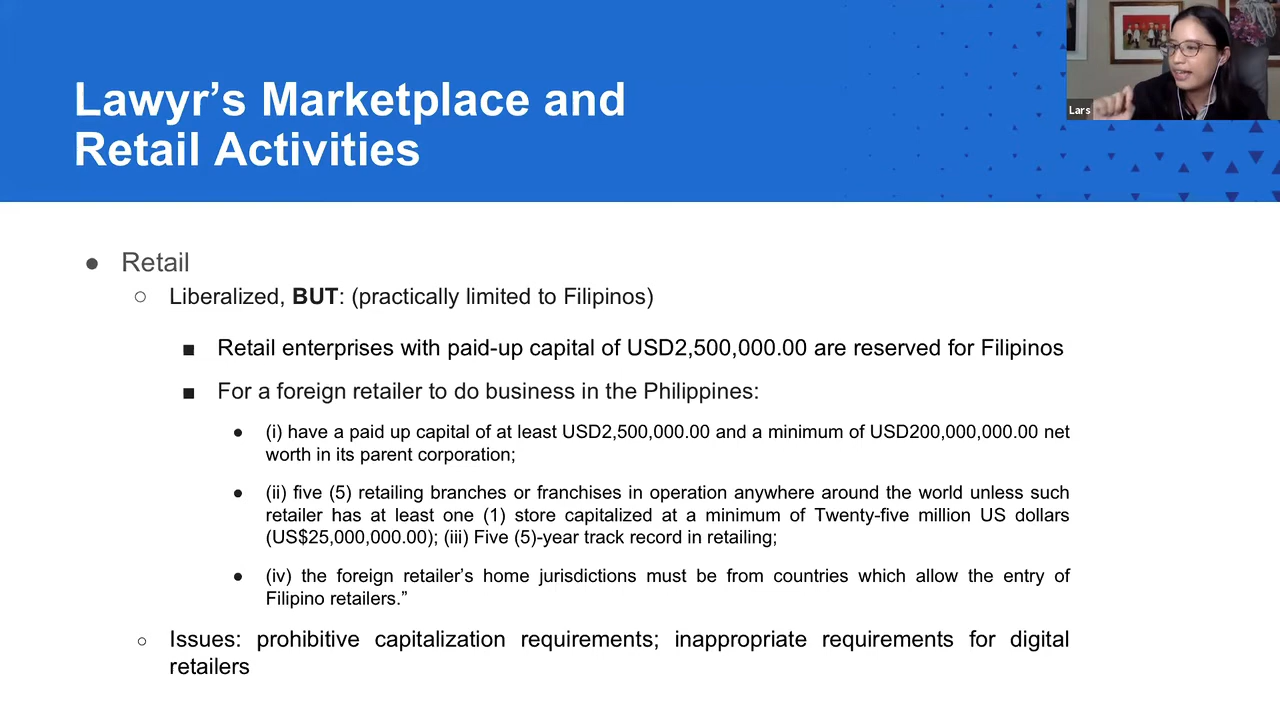 Lawyr’s Marketplace and
Retail Activities
Lars
● Retail
○ Liberalized, BUT: (practically limited to Filipinos)
■ Retail enterprises with paid-up capital of USD2,500,000.00 are reserved for Filipinos
■ For a foreign retailer to do business in the Philippines:
● (i) have a paid up capital of at least USD2,500,000.00 and a minimum of USD200,000,000.00 net
worth in its parent corporation;
● (ii) five (5) retailing branches or franchises in operation anywhere around the world unless such
retailer has at least one (1) store capitalized at a minimum of Twenty-five million US dollars
(US$25,000,000.00); (iii) Five (5)-year track record in retailing;
● (iv) the foreign retailer’s home jurisdictions must be from countries which allow the entry of
Filipino retailers.”
○ Issues: prohibitive capitalization requirements; inappropriate requirements for digital
retailers